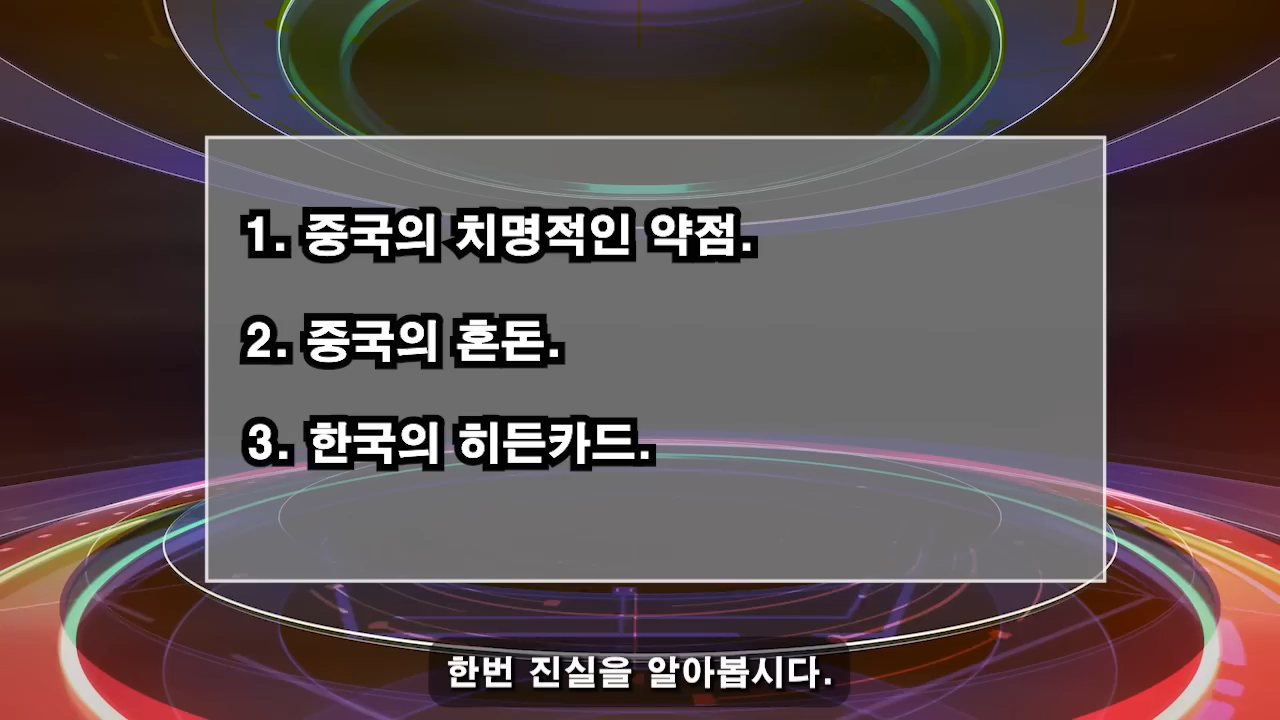 1. 중국의 치명적인 약점.
2. 중국의 혼돈.
3. 한국의 히든카드.
한번 진실을 알아봅시다.